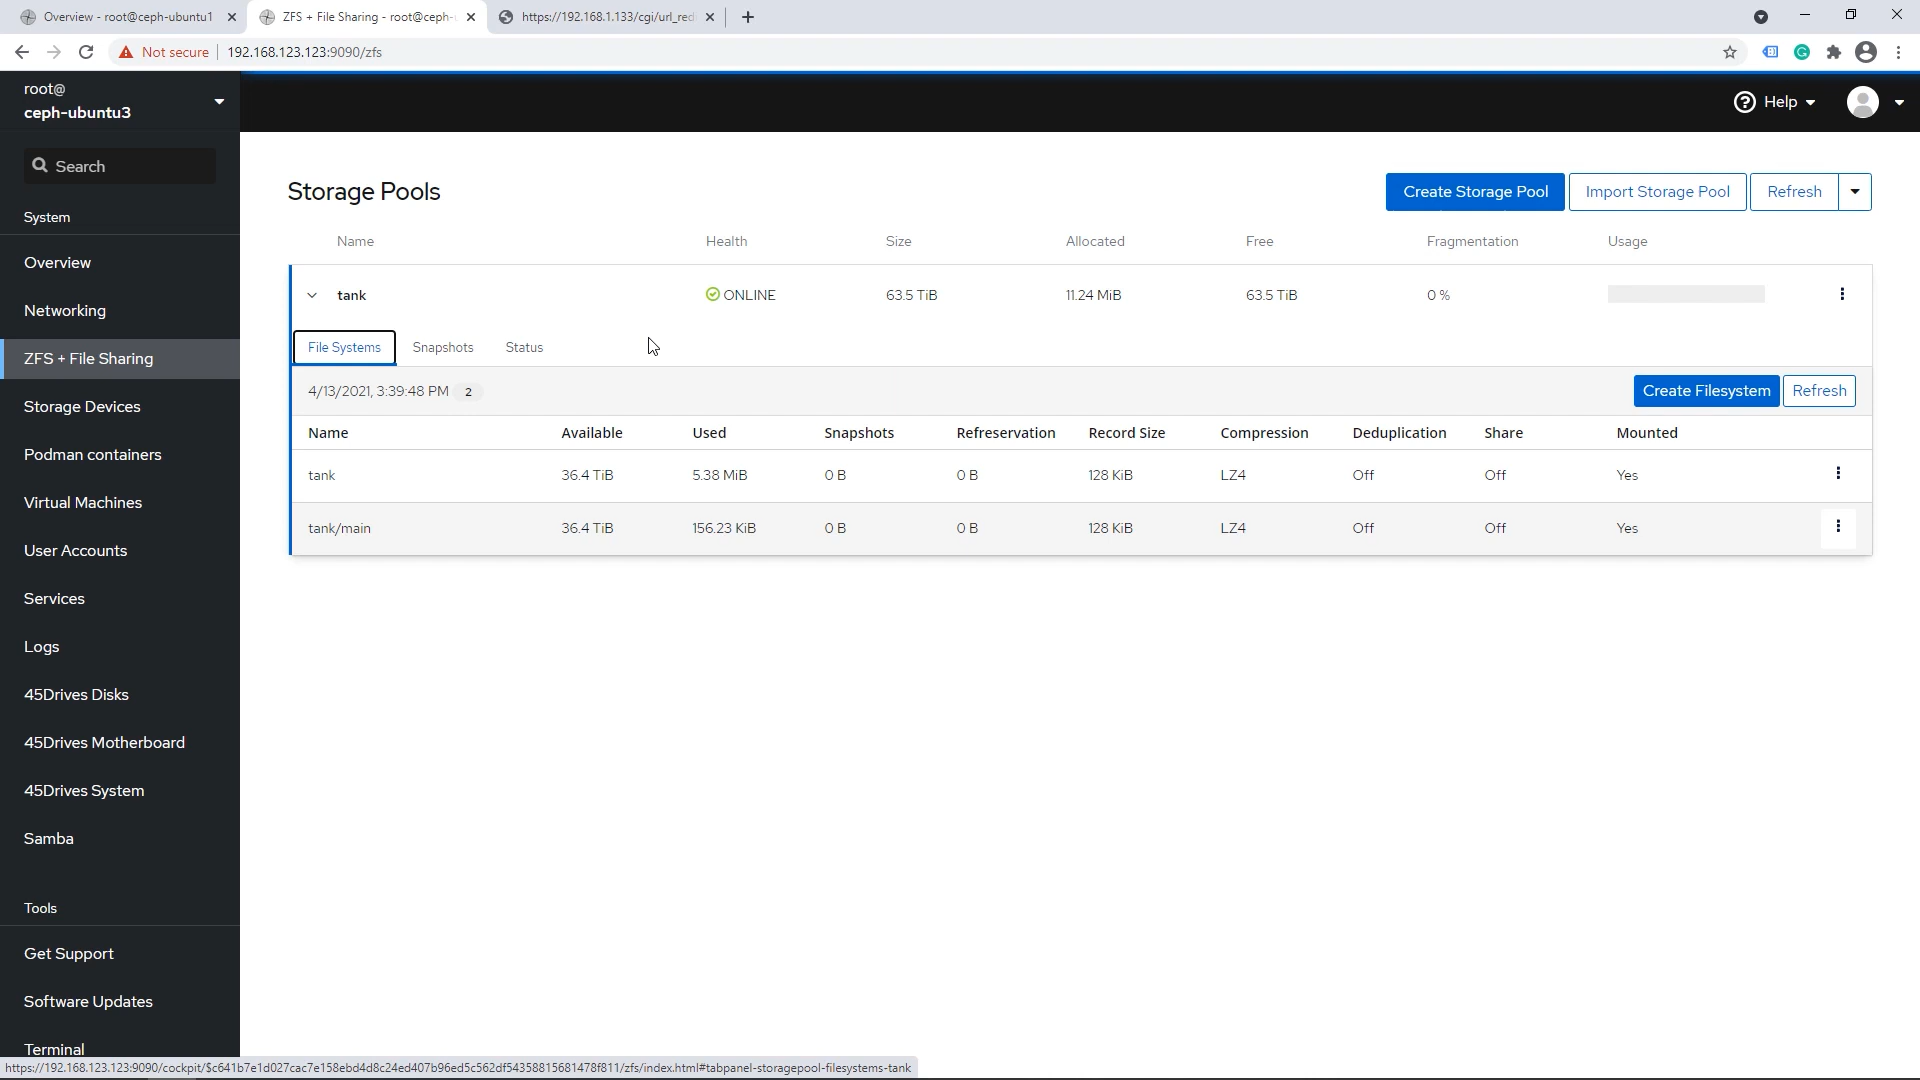 Overview - root@ceph-ubuntu1
ZFS + File Sharing - root@ceph-
https://192.168.1.133/cgi/url_red
Not secure
192.168.123.123:9090/zfs
root@
ceph-ubuntu3
Help
Search
System
Overview
Networking
ZFS + File Sharing
Storage Devices
Podman containers
Virtual Machines
User Accounts
Services
Logs
45Drives Disks
45Drives Motherboard
45Drives System
Samba
Tools
Get Support
Software Updates
Terminal
Storage Pools
Create Storage Pool
Import Storage Pool
Refresh
Name Health Size Allocated Free Fragmentation Usage
tank ONLINE 63.5 TiB 11.24 MiB 63.5 TiB 0 %
File Systems Snapshots Status
4/13/2021, 3:39:48 PM 2
Create Filesystem Refresh
Name Available Used Snapshots Refreservation Record Size Compression Deduplication Share Mounted
tank 36.4 TiB 5.38 MiB 0 B 0 B 128 KiB LZ4 Off Off Yes
tank/main 36.4 TiB 156.23 KiB 0 B 0 B 128 KiB LZ4 Off Off Yes
https://192.168.123.123:9090/cockpit/$c641b7e1d027cac7e158ebd4d8c24ed407b96ed5c562df54358815681478f811/zfs/index.html#tabpanel-storagepool-filesystems-tank